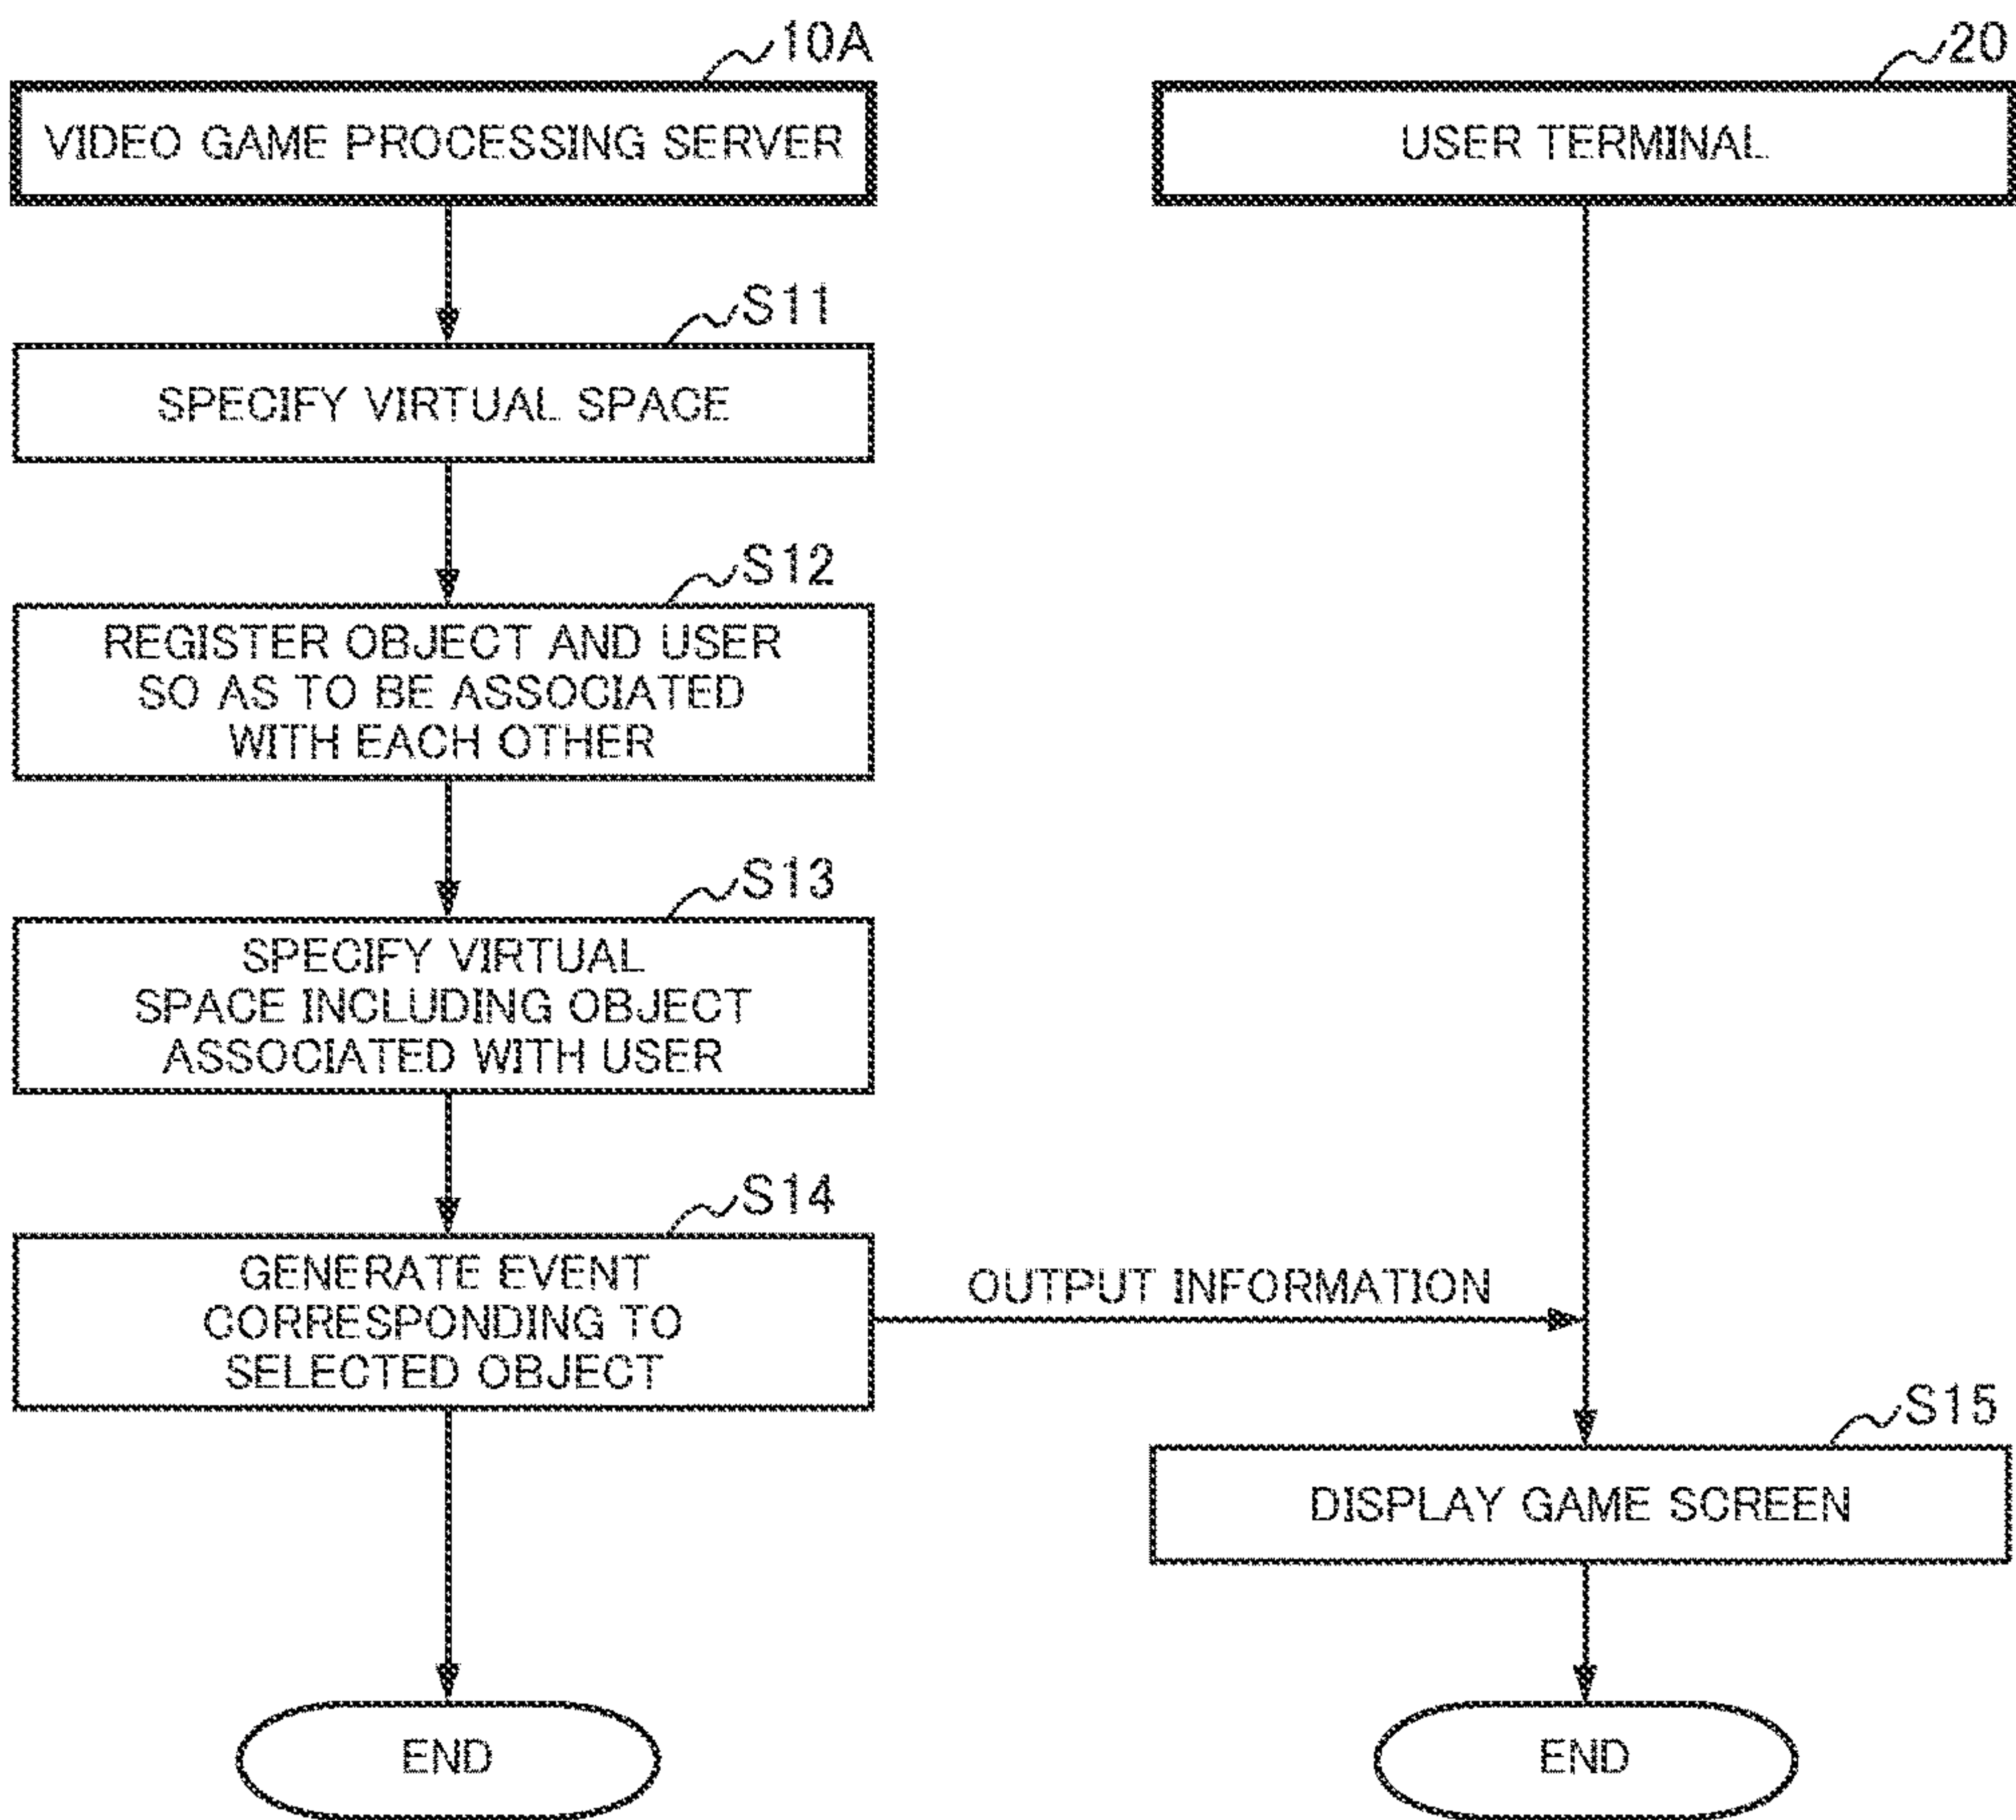 10A
VIDEO GAME PROCESSING SERVER
20
USER TERMINAL
S11
SPECIFY VIRTUAL SPACE
S12
REGISTER OBJECT AND USER
SO AS TO BE ASSOCIATED
WITH EACH OTHER
S13
SPECIFY VIRTUAL
SPACE INCLUDING OBJECT
ASSOCIATED WITH USER
S14
GENERATE EVENT
CORRESPONDING TO
SELECTED OBJECT
OUTPUT INFORMATION
S15
DISPLAY GAME SCREEN
END
END